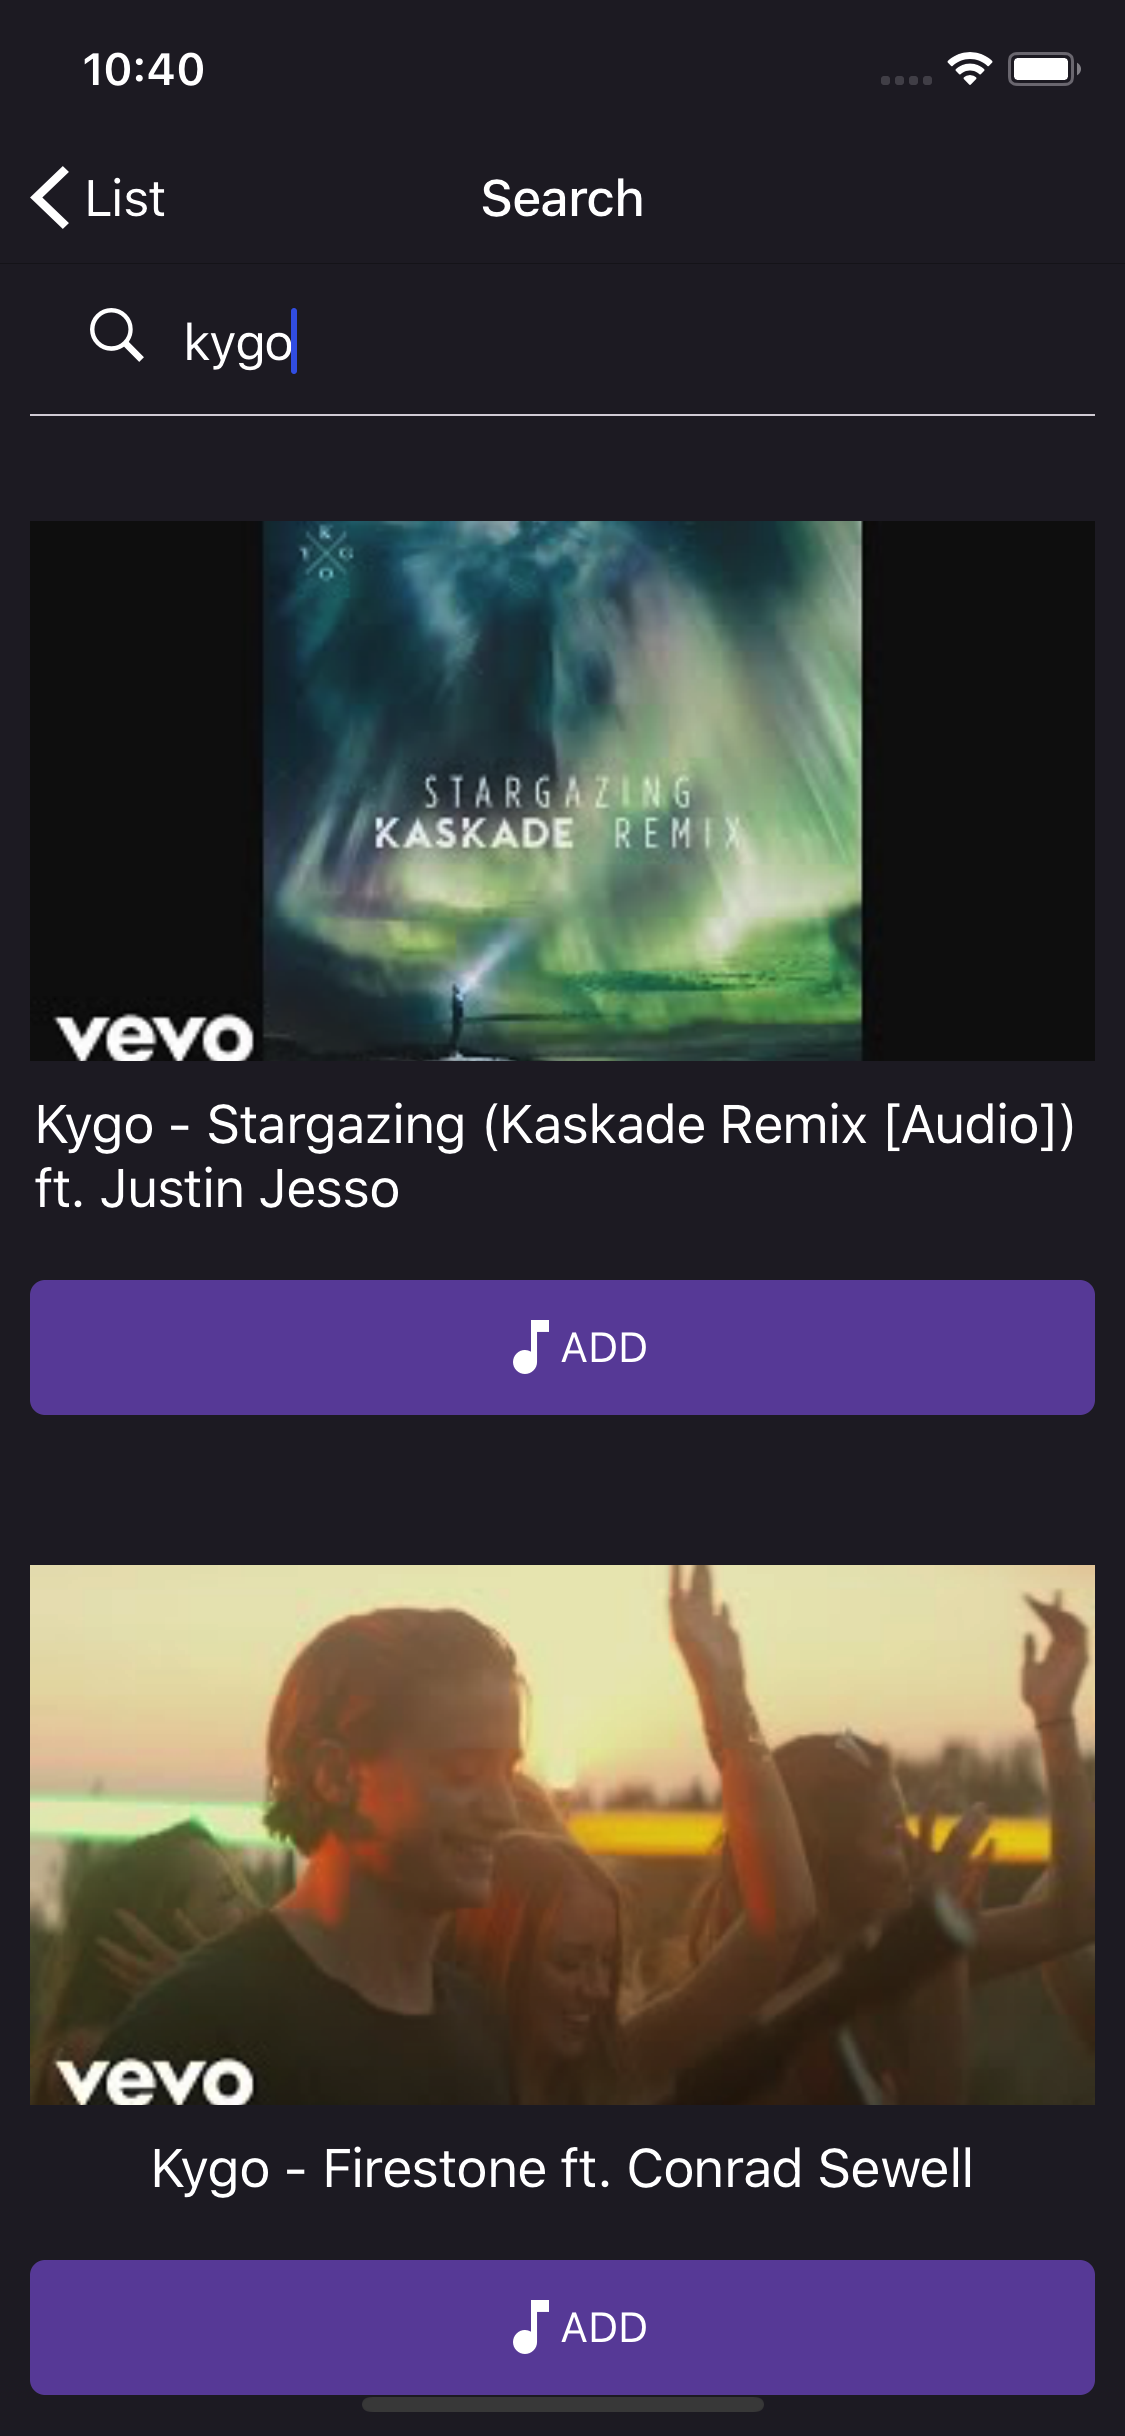 10:40
List
Search
kygo
K
Y G
O
STARGAZING
KASKADE REMIX
vevo
Kygo - Stargazing (Kaskade Remix [Audio])
ft. Justin Jesso
ADD
vevo
Kygo - Firestone ft. Conrad Sewell
ADD